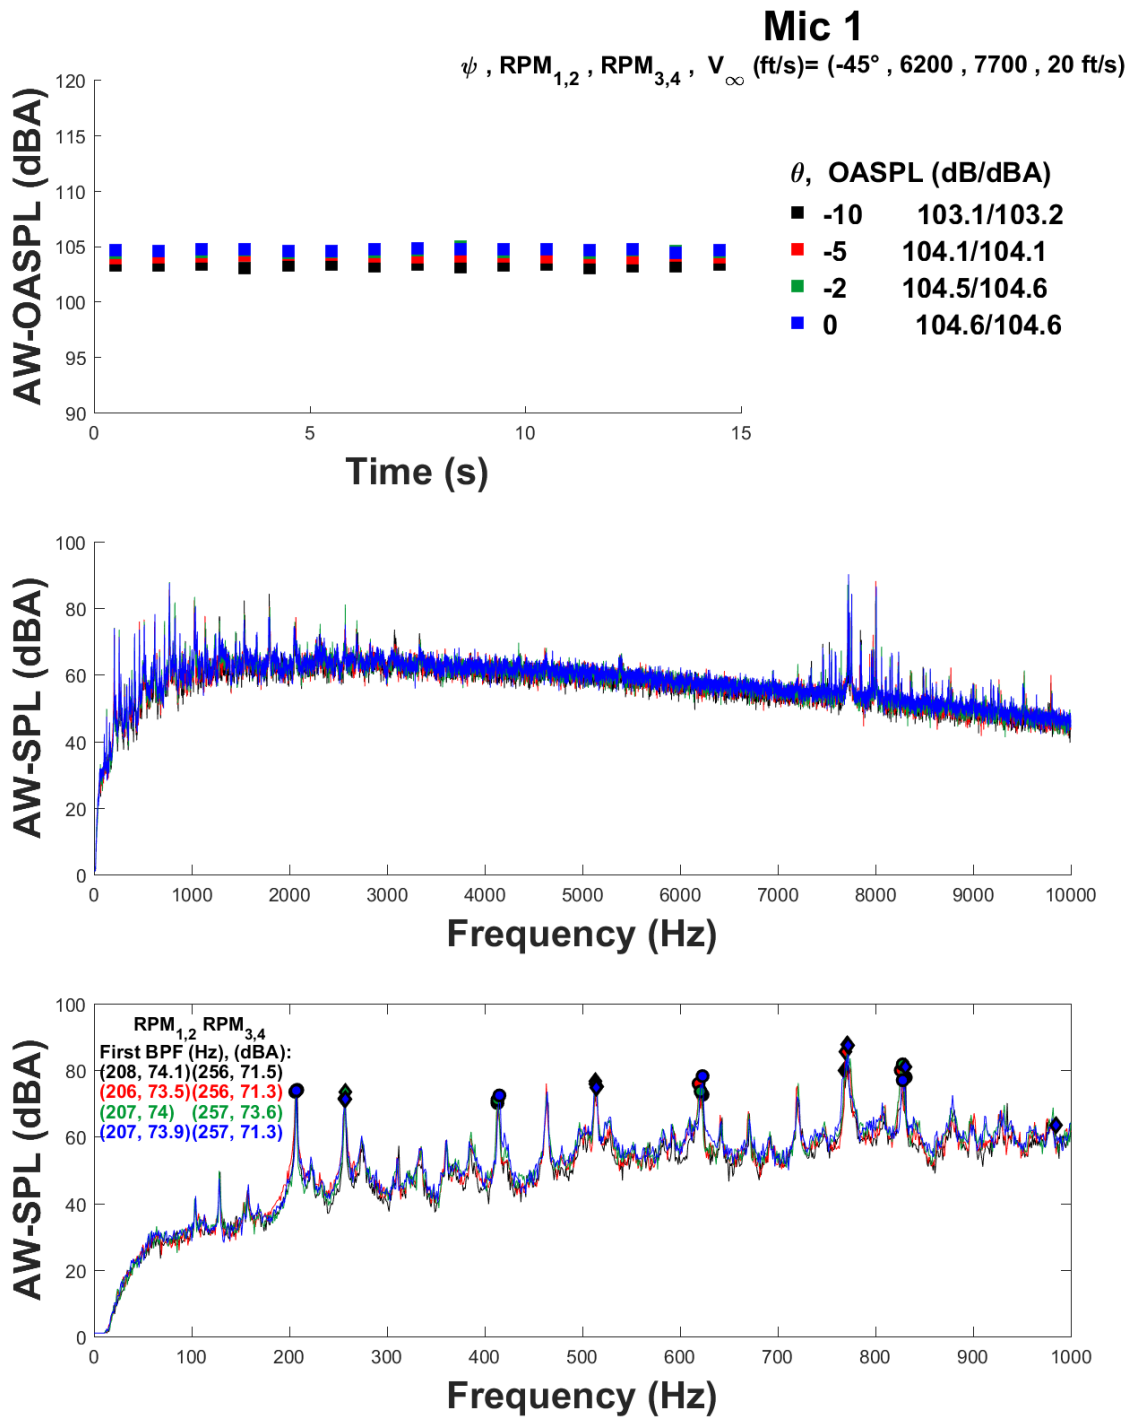 Mic 1
ψ , RPM1,2 , RPM3,4 , V∞ (ft/s)= (-45° , 6200 , 7700 , 20 ft/s)
AW-OASPL (dBA)
120
115
110
105
100
95
90
0 5 10 15
Time (s)
θ, OASPL (dB/dBA)
-10 103.1/103.2
-5 104.1/104.1
-2 104.5/104.6
0 104.6/104.6
AW-SPL (dBA)
100
80
60
40
20
0
0 1000 2000 3000 4000 5000 6000 7000 8000 9000 10000
Frequency (Hz)
AW-SPL (dBA)
100
80
60
40
20
0
RPM1,2 RPM3,4
First BPF (Hz), (dBA):
(208, 74.1)(256, 71.5)
(206, 73.5)(256, 71.3)
(207, 74) (257, 73.6)
(207, 73.9)(257, 71.3)
0 100 200 300 400 500 600 700 800 900 1000
Frequency (Hz)